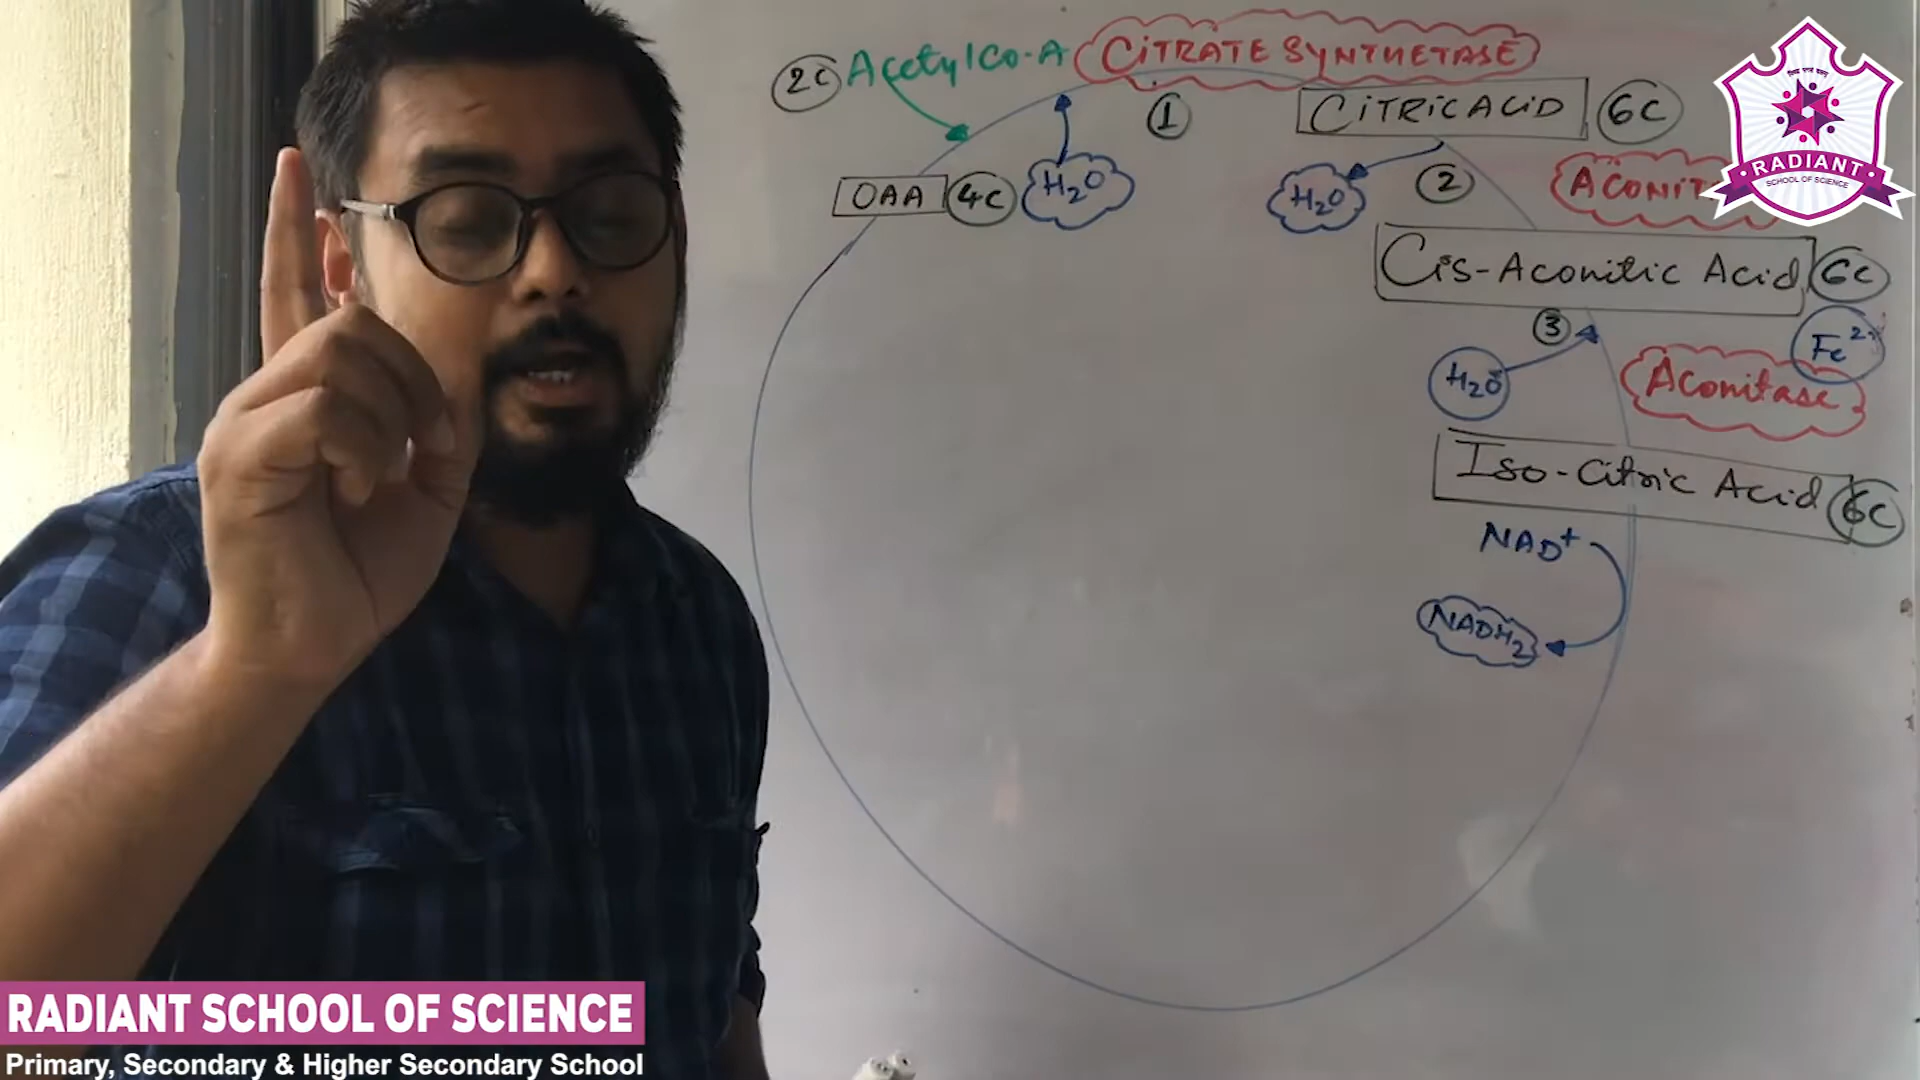 2C Acetyl Co-A CITRATE SYNTHETASE
1
CITRIC ACID 6C
OAA 4C H2O
H2O 2
RADIANT
SCHOOL OF SCIENCE
Cis-Aconitic Acid 6C
3 Fe2+
H2O Aconitase
Iso-Citric Acid 6C
NAD+
NADH2
RADIANT SCHOOL OF SCIENCE
Primary, Secondary & Higher Secondary School